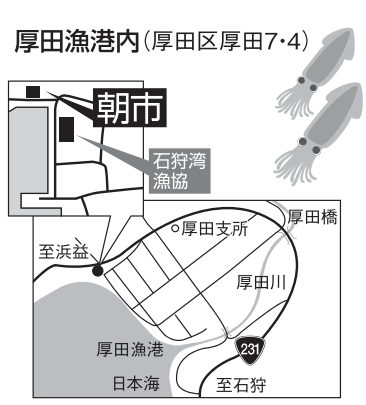 厚田漁港内(厚田区厚田7・4)
朝市
石狩湾
漁協
厚田橋
厚田支所
至浜益
厚田川
231
厚田漁港
日本海
至石狩